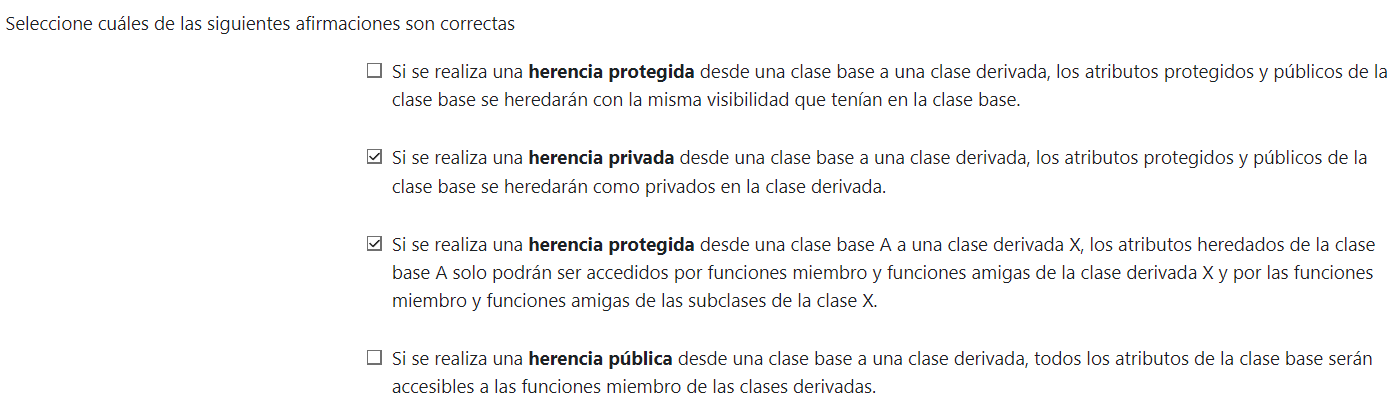 Seleccione cuáles de las siguientes afirmaciones son correctas
Si se realiza una herencia protegida desde una clase base a una clase derivada, los atributos protegidos y públicos de la
clase base se heredarán con la misma visibilidad que tenían en la clase base.
Si se realiza una herencia privada desde una clase base a una clase derivada, los atributos protegidos y públicos de la
clase base se heredarán como privados en la clase derivada.
Si se realiza una herencia protegida desde una clase base A a una clase derivada X, los atributos heredados de la clase
base A solo podrán ser accedidos por funciones miembro y funciones amigas de la clase derivada X y por las funciones
miembro y funciones amigas de las subclases de la clase X.
Si se realiza una herencia pública desde una clase base a una clase derivada, todos los atributos de la clase base serán
accesibles a las funciones miembro de las clases derivadas.